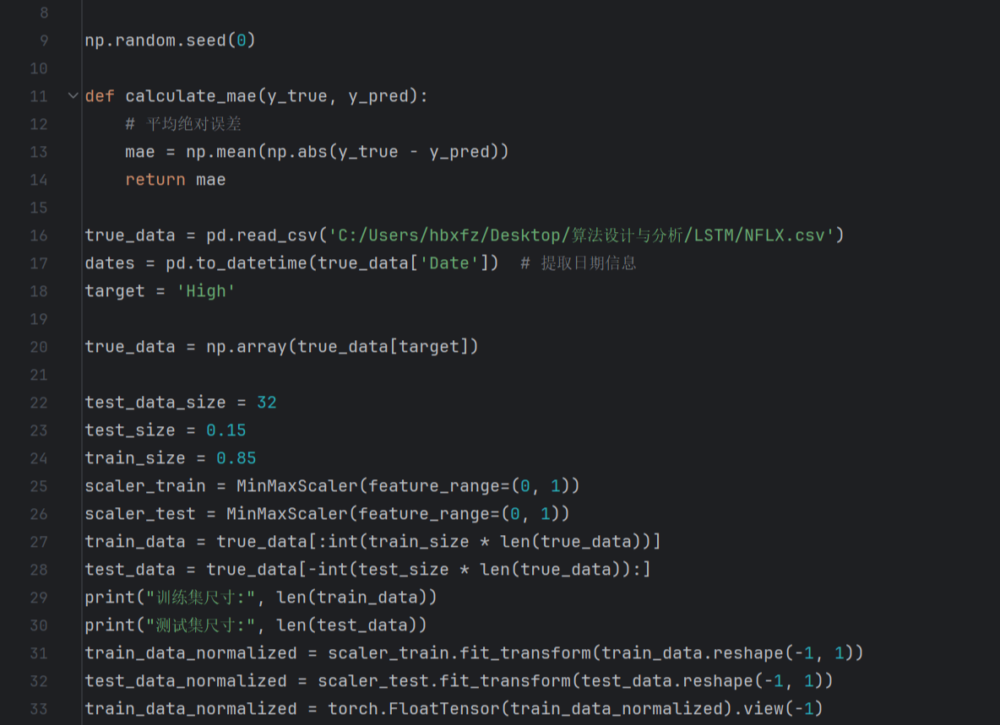 8
9 np.random.seed(0)
10
11 def calculate_mae(y_true, y_pred):
12 # 平均绝对误差
13 mae = np.mean(np.abs(y_true - y_pred))
14 return mae
15
16 true_data = pd.read_csv('C:/Users/hbxfz/Desktop/算法设计与分析/LSTM/NFLX.csv')
17 dates = pd.to_datetime(true_data['Date']) # 提取日期信息
18 target = 'High'
19
20 true_data = np.array(true_data[target])
21
22 test_data_size = 32
23 test_size = 0.15
24 train_size = 0.85
25 scaler_train = MinMaxScaler(feature_range=(0, 1))
26 scaler_test = MinMaxScaler(feature_range=(0, 1))
27 train_data = true_data[:int(train_size * len(true_data))]
28 test_data = true_data[-int(test_size * len(true_data)):]
29 print("训练集尺寸:", len(train_data))
30 print("测试集尺寸:", len(test_data))
31 train_data_normalized = scaler_train.fit_transform(train_data.reshape(-1, 1))
32 test_data_normalized = scaler_test.fit_transform(test_data.reshape(-1, 1))
33 train_data_normalized = torch.FloatTensor(train_data_normalized).view(-1)